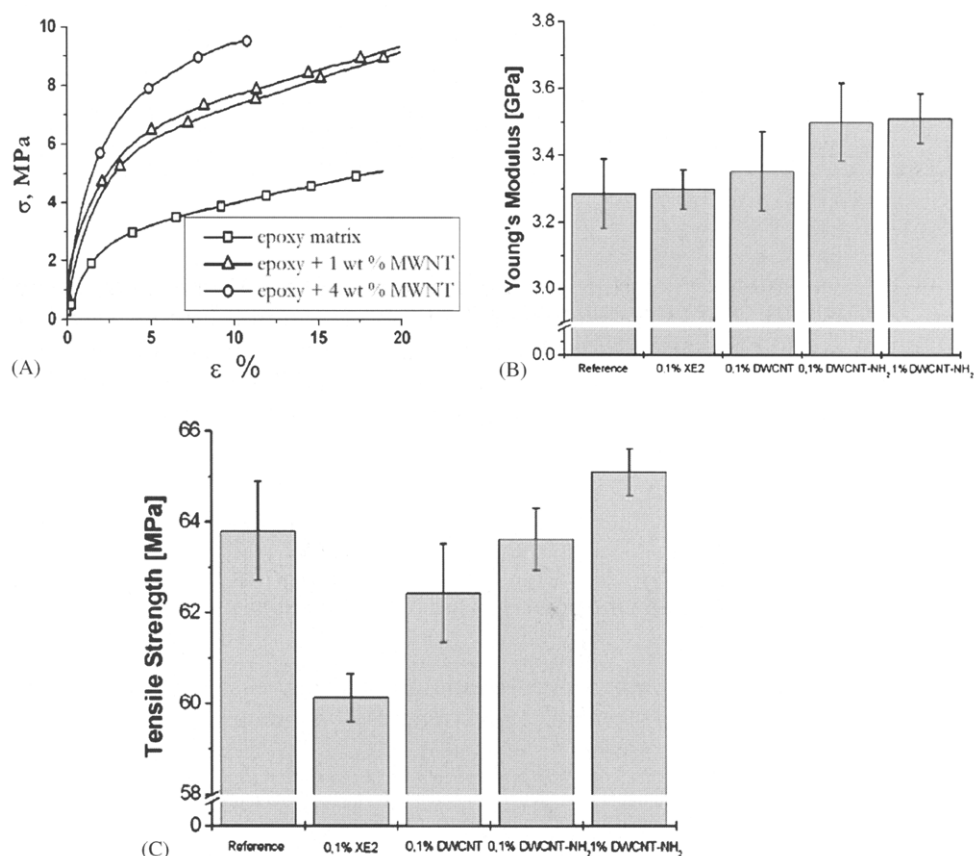 10
8
6
4
2
0
σ, MPa
0
5
10
15
20
ε %
epoxy matrix
epoxy + 1 wt % MWNT
epoxy + 4 wt % MWNT
(A)
3.8
3.6
3.4
3.2
3.0
0.0
Young's Modulus [GPa]
Reference
0.1% XE2
0.1% DWCNT
0,1% DWCNT-NH₂
1% DWCNT-NH₂
(B)
66
64
62
60
58
0
Tensile Strength [MPa]
Reference
0,1% XE2
0,1% DWCNT
0,1% DWCNT-NH₂
1% DWCNT-NH₂
(C)